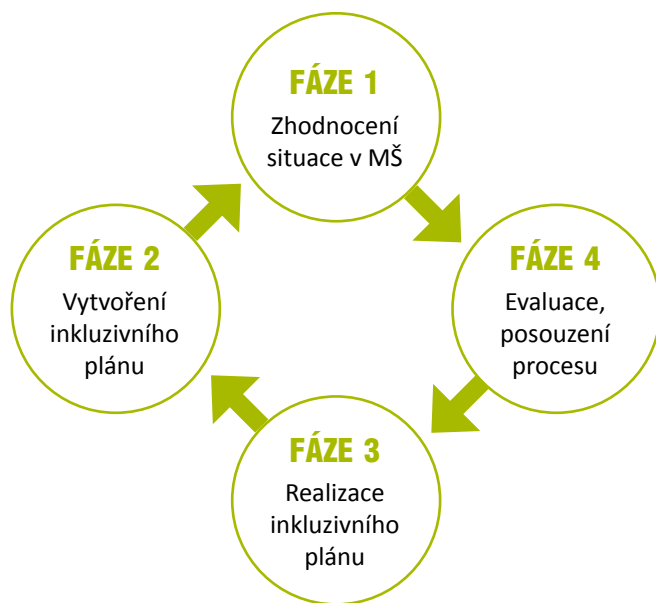 FÁZE 1
Zhodnocení
situace v MŠ
FÁZE 2
Vytvoření
inkluzivního
plánu
FÁZE 4
Evaluace,
posouzení
procesu
FÁZE 3
Realizace
inkluzivního
plánu